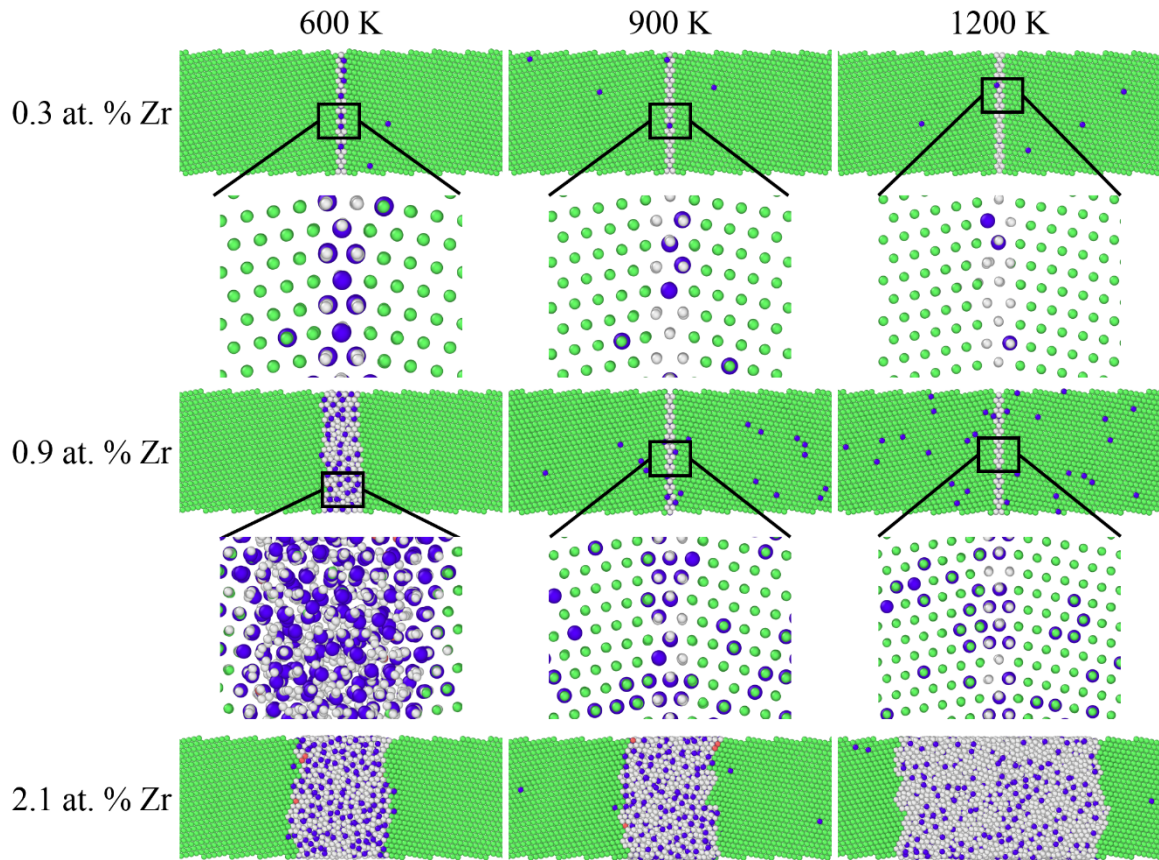 600 K 900 K 1200 K
0.3 at. % Zr
0.9 at. % Zr
2.1 at. % Zr